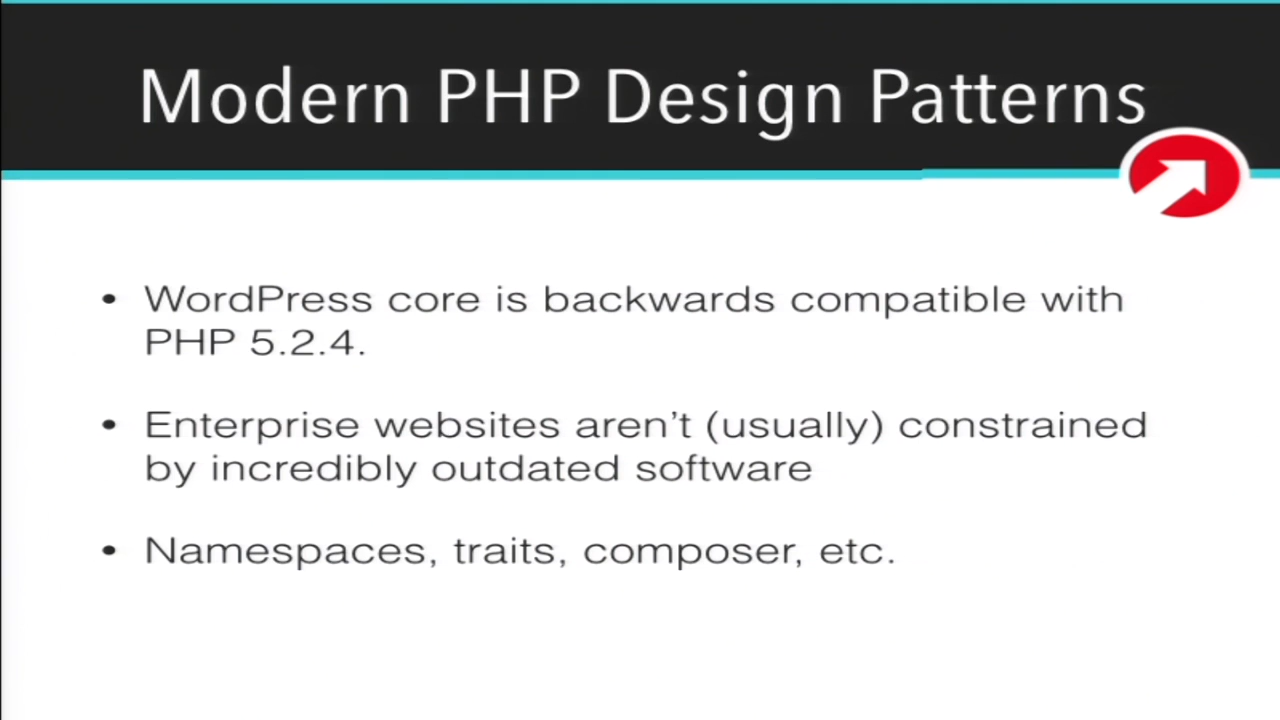 Modern PHP Design Patterns
• WordPress core is backwards compatible with
PHP 5.2.4.
• Enterprise websites aren’t (usually) constrained
by incredibly outdated software
• Namespaces, traits, composer, etc.